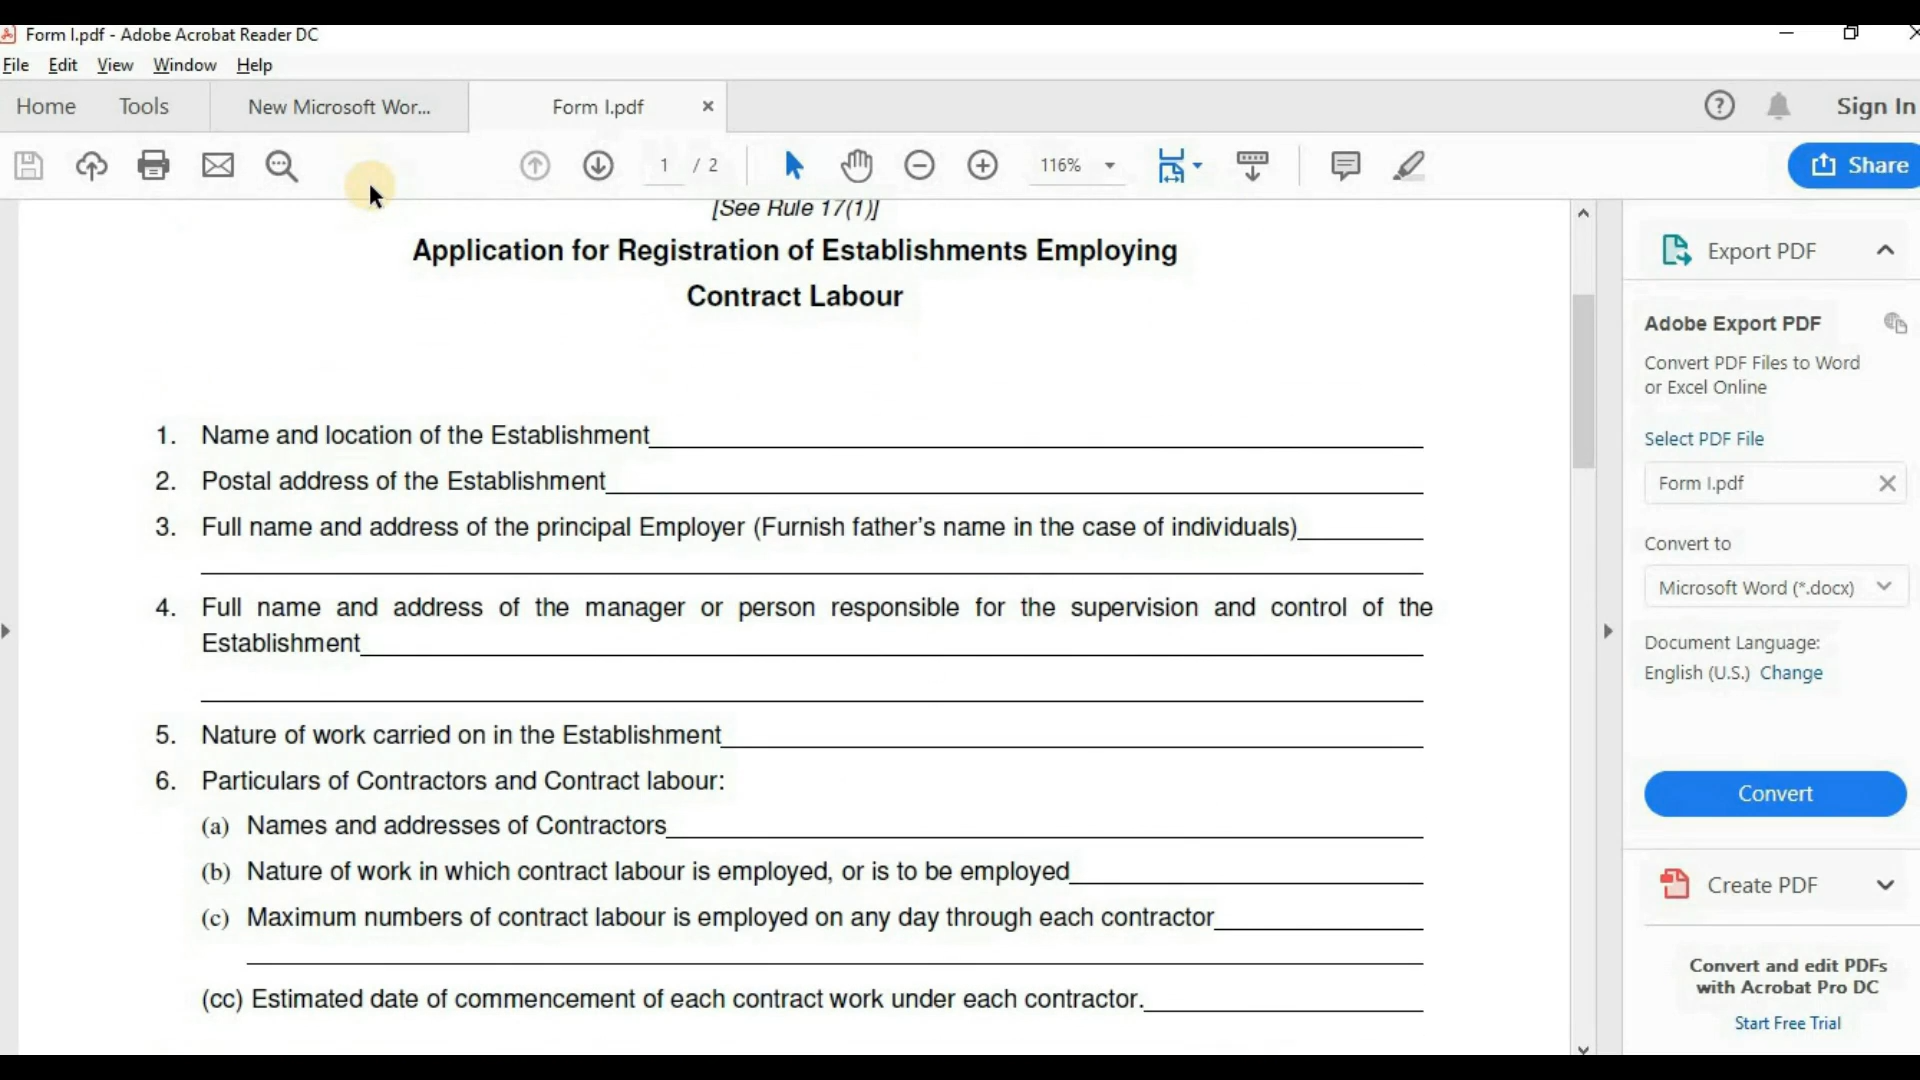 Form I.pdf - Adobe Acrobat Reader DC
File Edit View Window Help
Home Tools New Microsoft Wor... Form I.pdf Sign In
1 / 2 116% Share
[See Rule 17(1)]
Application for Registration of Establishments Employing
Contract Labour
1. Name and location of the Establishment
2. Postal address of the Establishment
3. Full name and address of the principal Employer (Furnish father's name in the case of individuals)
4. Full name and address of the manager or person responsible for the supervision and control of the
Establishment
5. Nature of work carried on in the Establishment
6. Particulars of Contractors and Contract labour:
(a) Names and addresses of Contractors
(b) Nature of work in which contract labour is employed, or is to be employed
(c) Maximum numbers of contract labour is employed on any day through each contractor
(cc) Estimated date of commencement of each contract work under each contractor.
Export PDF
Adobe Export PDF
Convert PDF Files to Word
or Excel Online
Select PDF File
Form I.pdf
Convert to
Microsoft Word (*.docx)
Document Language:
English (U.S.) Change
Convert
Create PDF
Convert and edit PDFs
with Acrobat Pro DC
Start Free Trial